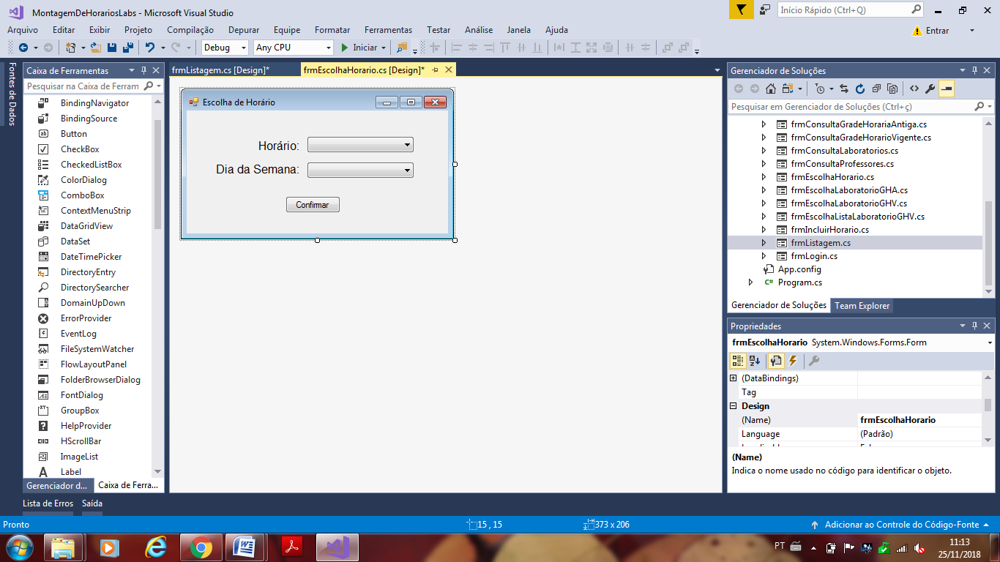 MontagemDeHorariosLabs - Microsoft Visual Studio
Início Rápido (Ctrl+Q)
Arquivo Editar Exibir Projeto Compilação Depurar Equipe Formatar Ferramentas Testar Análise Janela Ajuda
Entrar
Debug Any CPU Iniciar
Fontes de Dados
Caixa de Ferramentas
Pesquisar na Caixa de Ferram
BindingNavigator
BindingSource
Button
CheckBox
CheckedListBox
ColorDialog
ComboBox
ContextMenuStrip
DataGridView
DataSet
DateTimePicker
DirectoryEntry
DirectorySearcher
DomainUpDown
ErrorProvider
EventLog
FileSystemWatcher
FlowLayoutPanel
FolderBrowserDialog
FontDialog
GroupBox
HelpProvider
HScrollBar
ImageList
Label
Gerenciador d... Caixa de Ferra...
frmListagem.cs [Design]* frmEscolhaHorario.cs [Design]*
Escolha de Horário
Horário:
Dia da Semana:
Confirmar
Gerenciador de Soluções
Pesquisar em Gerenciador de Soluções (Ctrl+ç)
frmConsultaGradeHorariaAntiga.cs
frmConsultaGradeHorarioVigente.cs
frmConsultaLaboratorios.cs
frmConsultaProfessores.cs
frmEscolhaHorario.cs
frmEscolhaLaboratorioGHA.cs
frmEscolhaLaboratorioGHV.cs
frmEscolhaListaLaboratorioGHV.cs
frmIncluirHorario.cs
frmListagem.cs
frmLogin.cs
App.config
C# Program.cs
Gerenciador de Soluções Team Explorer
Propriedades
frmEscolhaHorario System.Windows.Forms.Form
(DataBindings)
Tag
Design
(Name) frmEscolhaHorario
Language (Padrão)
(Name)
Indica o nome usado no código para identificar o objeto.
Lista de Erros Saída
Pronto 15 , 15 373 x 206 Adicionar ao Controle do Código-Fonte
PT
11:13
25/11/2018